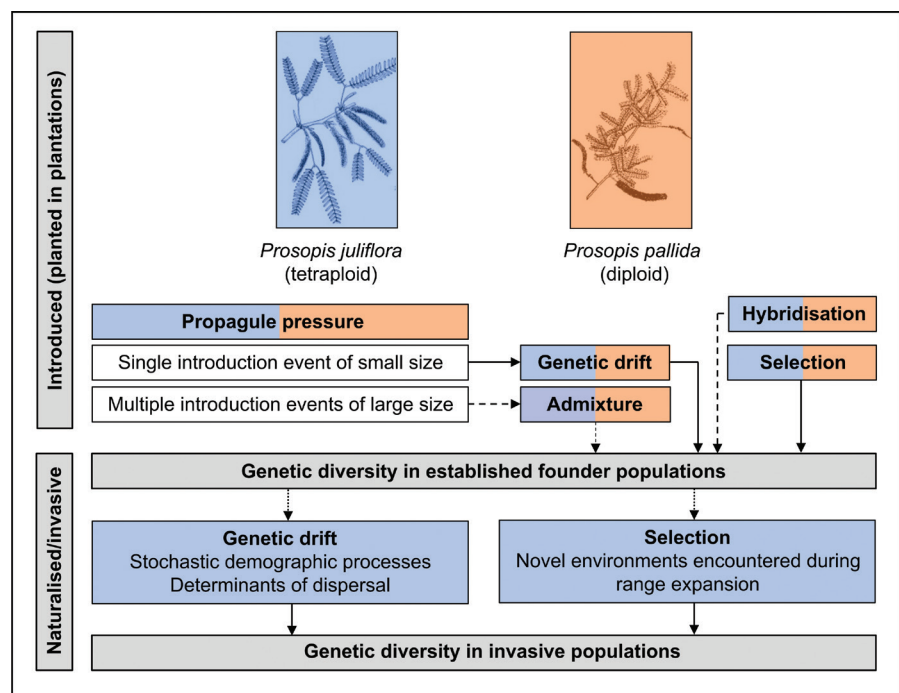 Introduced (planted in plantations)
Prosopis juliflora
(tetraploid)
Prosopis pallida
(diploid)
Propagule pressure
Hybridisation
Single introduction event of small size
Genetic drift
Selection
Multiple introduction events of large size
Admixture
Naturalised/invasive
Genetic diversity in established founder populations
Genetic drift
Stochastic demographic processes
Determinants of dispersal
Selection
Novel environments encountered during
range expansion
Genetic diversity in invasive populations